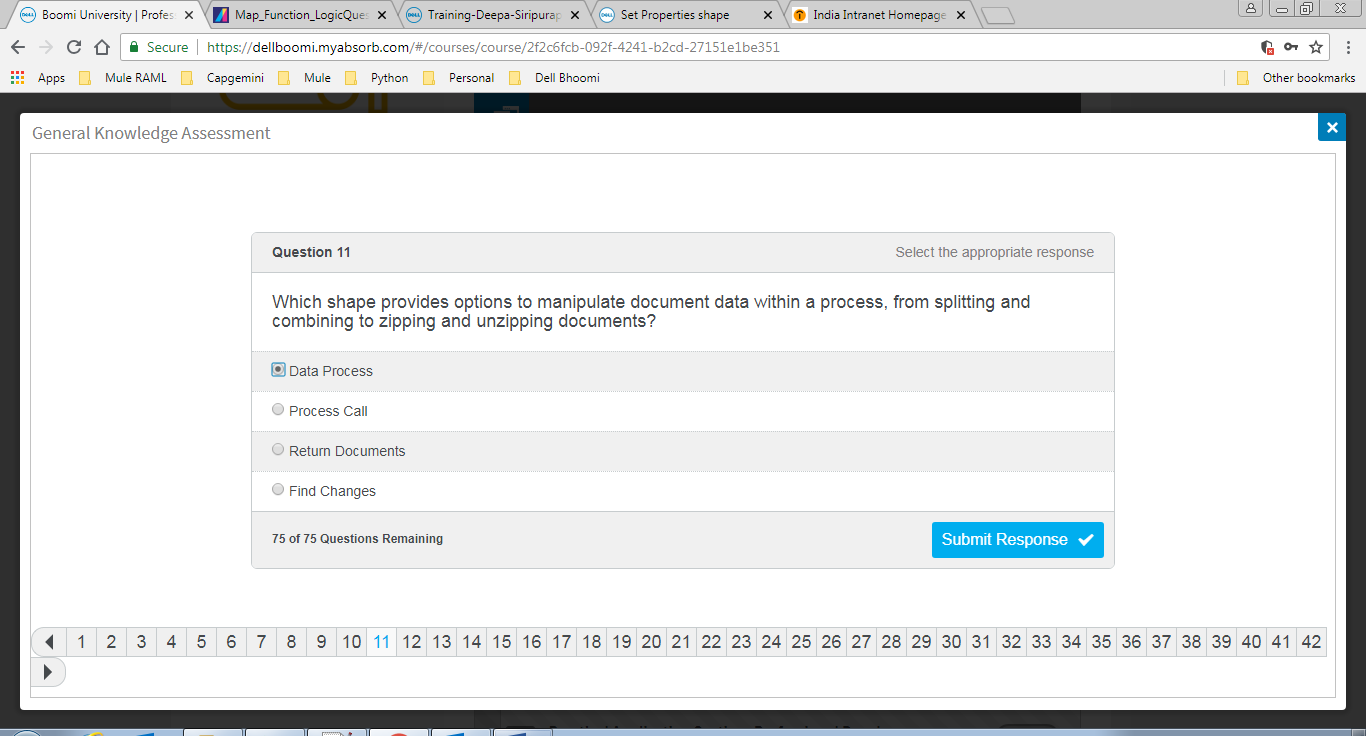 Boomi University | Profes
Map_Function_LogicQues
Training-Deepa-Siripurap
Set Properties shape
India Intranet Homepage
Secure
https://dellboomi.myabsorb.com/#/courses/course/2f2c6fcb-092f-4241-b2cd-27151e1be351
Apps
Mule RAML
Capgemini
Mule
Python
Personal
Dell Bhoomi
Other bookmarks
General Knowledge Assessment
Question 11
Select the appropriate response
Which shape provides options to manipulate document data within a process, from splitting and
combining to zipping and unzipping documents?
Data Process
Process Call
Return Documents
Find Changes
75 of 75 Questions Remaining
Submit Response
1 2 3 4 5 6 7 8 9 10 11 12 13 14 15 16 17 18 19 20 21 22 23 24 25 26 27 28 29 30 31 32 33 34 35 36 37 38 39 40 41 42